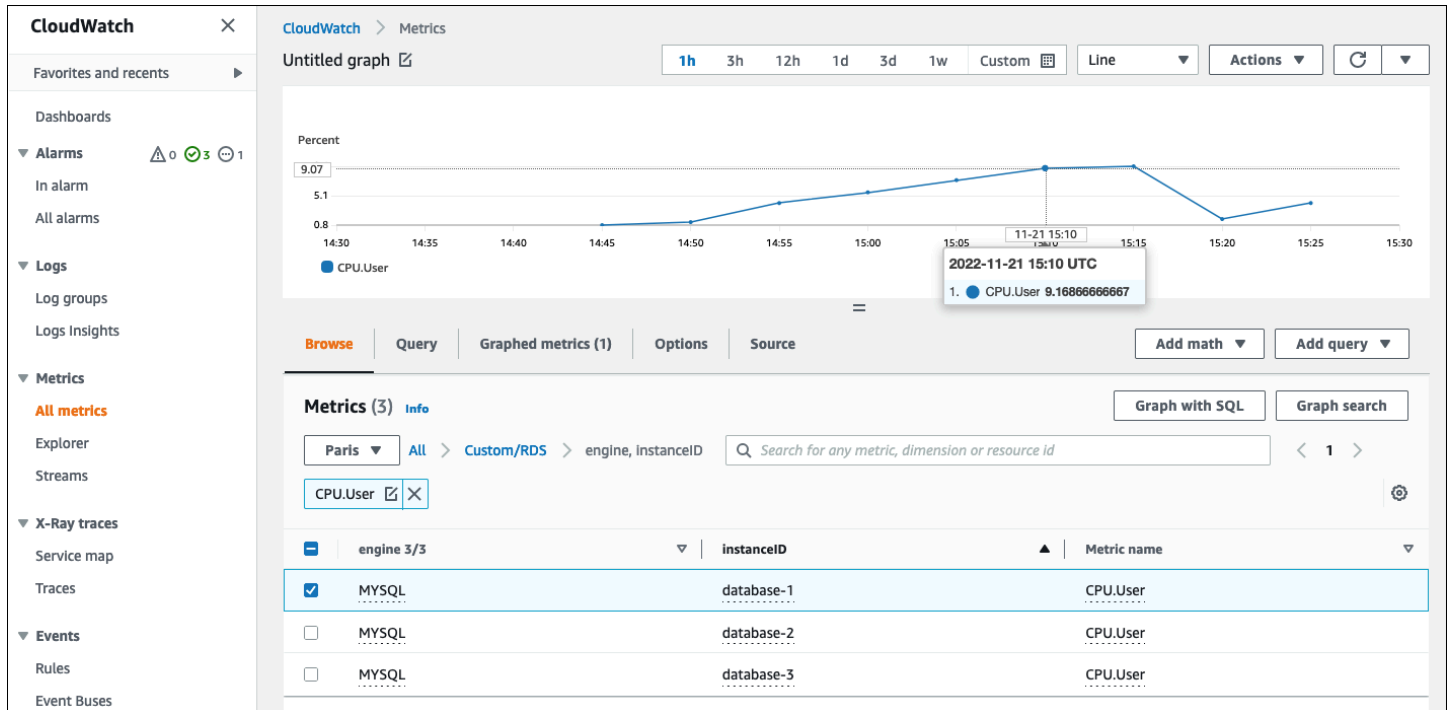 CloudWatch
Favorites and recents
Dashboards
Alarms 0 3 1
In alarm
All alarms
Logs
Log groups
Logs Insights
Metrics
All metrics
Explorer
Streams
X-Ray traces
Service map
Traces
Events
Rules
Event Buses
CloudWatch > Metrics
Untitled graph
1h 3h 12h 1d 3d 1w Custom Line Actions
Percent
9.07
5.1
0.8
14:30 14:35 14:40 14:45 14:50 14:55 15:00 15:05 15:10 15:15 15:20 15:25 15:30
11-21 15:10
CPU.User
2022-11-21 15:10 UTC
1. CPU.User 9.16866666667
Browse Query Graphed metrics (1) Options Source Add math Add query
Metrics (3) Info Graph with SQL Graph search
Paris All > Custom/RDS > engine, instanceID Search for any metric, dimension or resource id < 1 >
CPU.User
engine 3/3 instanceID Metric name
MYSQL database-1 CPU.User
MYSQL database-2 CPU.User
MYSQL database-3 CPU.User